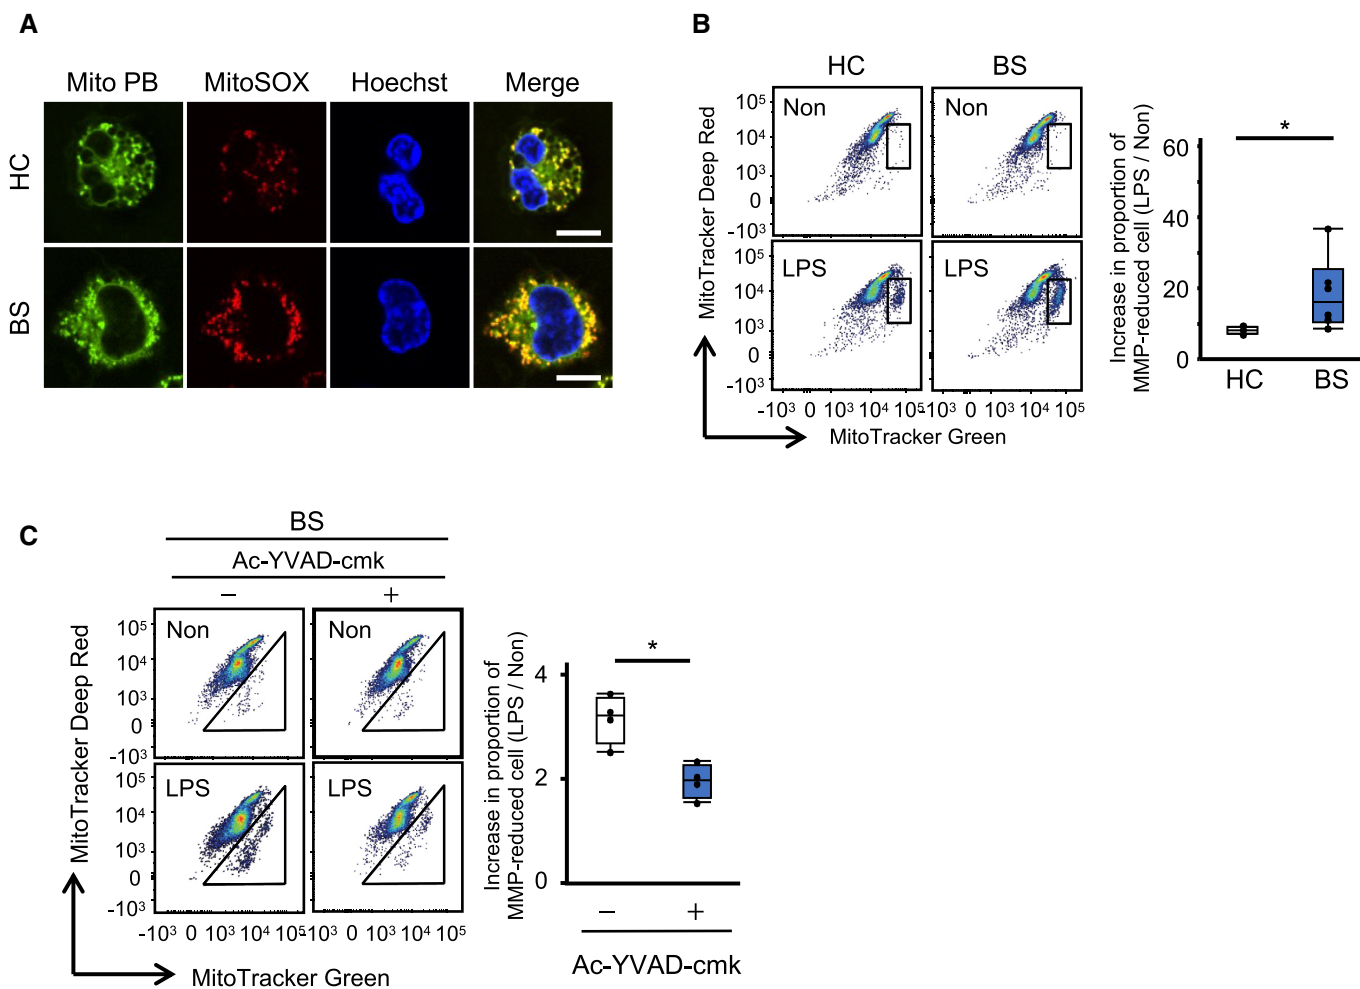 A
Mito PB MitoSOX Hoechst Merge
HC
BS
B
HC BS
MitoTracker Deep Red
10⁵
10⁴
10³
0
-10³
Non
Non
10⁵
10⁴
10³
0
-10³
LPS
LPS
-10³ 0 10³ 10⁴ 10⁵ -10³ 0 10³ 10⁴ 10⁵
MitoTracker Green
Increase in proportion of
MMP-reduced cell (LPS / Non)
60
40
20
0
*
HC BS
C
BS
Ac-YVAD-cmk
− +
MitoTracker Deep Red
10⁵
10⁴
10³
0
-10³
Non
Non
10⁵
10⁴
10³
0
-10³
LPS
LPS
-10³ 0 10³ 10⁴ 10⁵ -10³ 0 10³ 10⁴ 10⁵
MitoTracker Green
Increase in proportion of
MMP-reduced cell (LPS / Non)
4
2
0
*
− +
Ac-YVAD-cmk